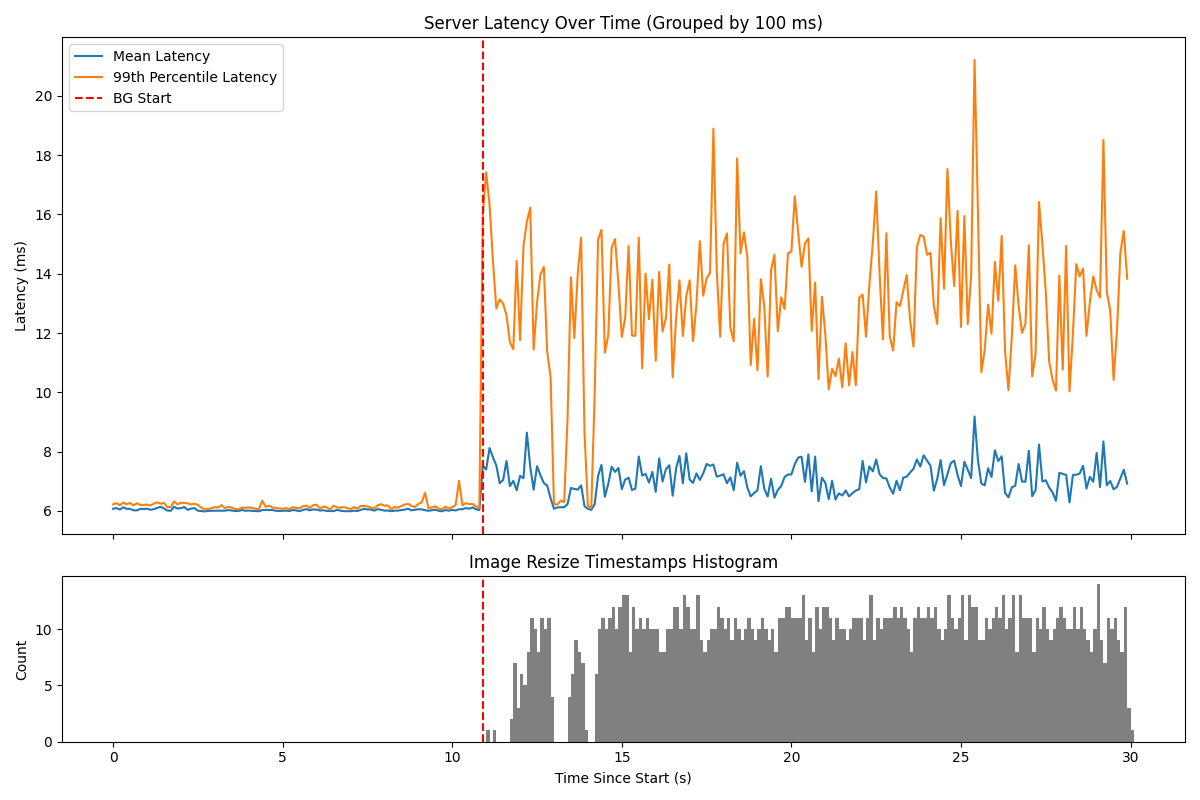 Server Latency Over Time (Grouped by 100 ms)
Mean Latency
99th Percentile Latency
BG Start
Latency (ms)
20
18
16
14
12
10
8
6
Image Resize Timestamps Histogram
Count
10
5
0
0 5 10 15 20 25 30
Time Since Start (s)